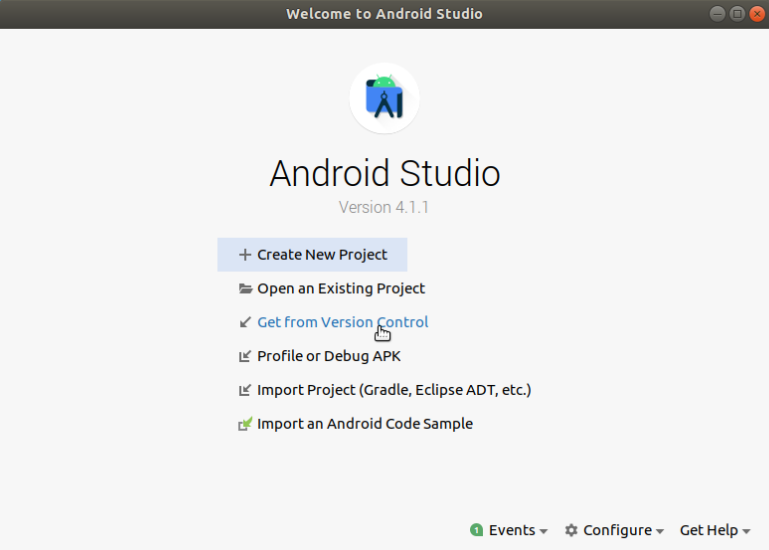 Welcome to Android Studio
Android Studio
Version 4.1.1
Create New Project
Open an Existing Project
Get from Version Control
Profile or Debug APK
Import Project (Gradle, Eclipse ADT, etc.)
Import an Android Code Sample
1 Events Configure Get Help